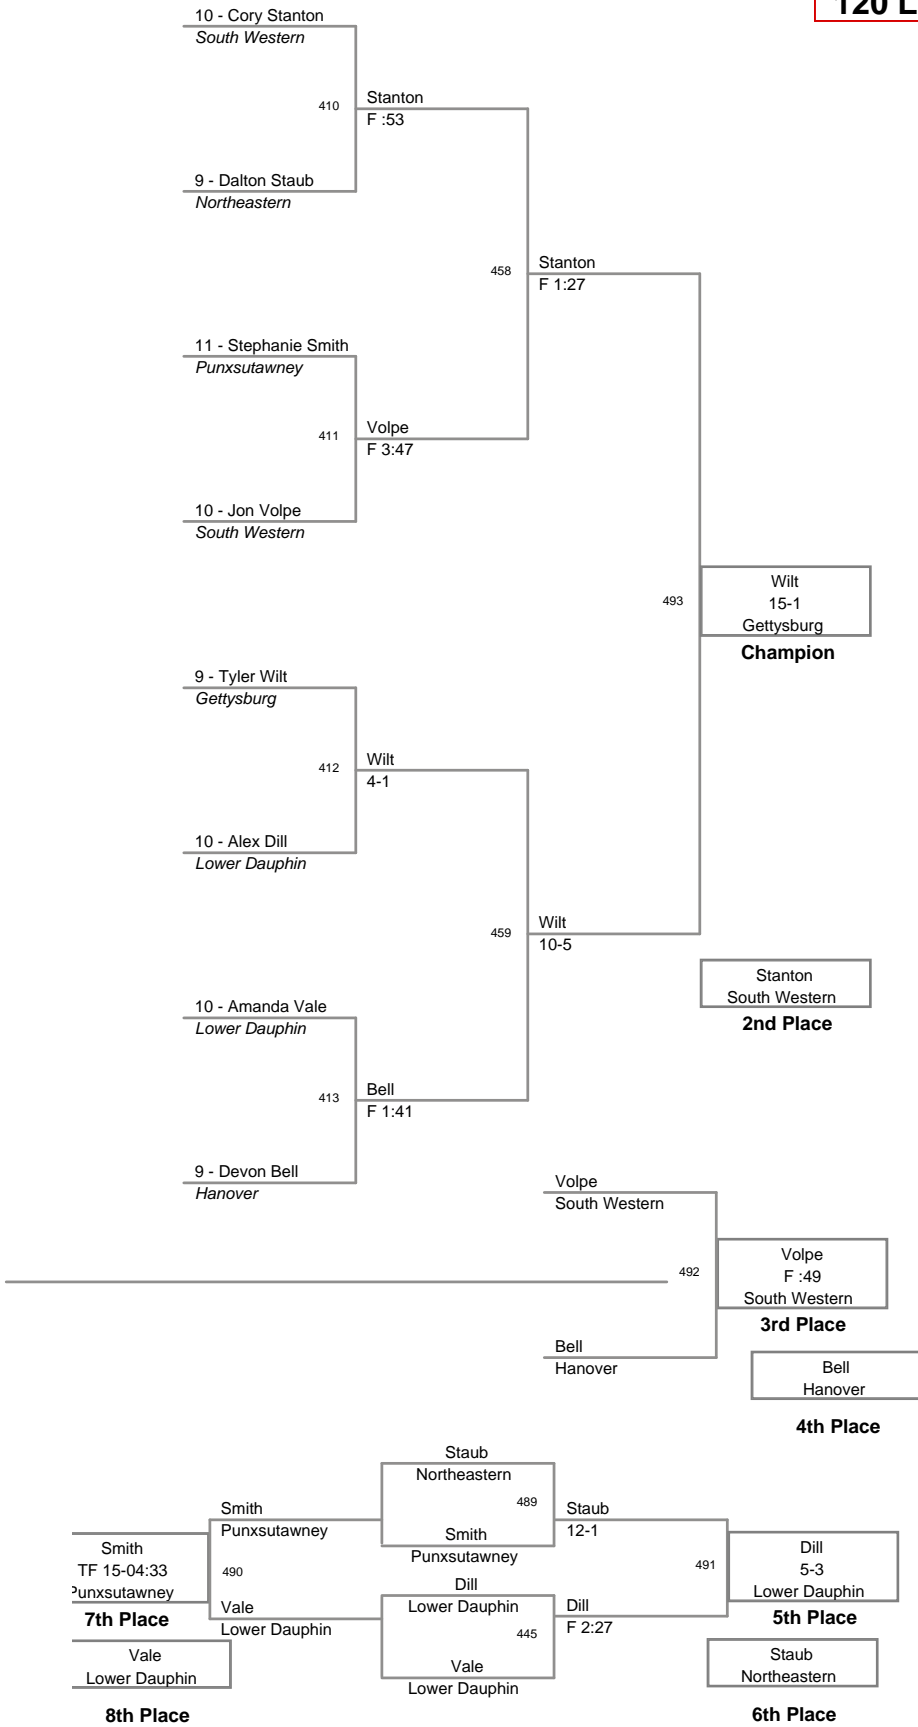 120 L
10 - Cory Stanton
South Western
410
Stanton
F :53
9 - Dalton Staub
Northeastern
458
Stanton
F 1:27
11 - Stephanie Smith
Punxsutawney
411
Volpe
F 3:47
10 - Jon Volpe
South Western
493
Wilt
15-1
Gettysburg
Champion
9 - Tyler Wilt
Gettysburg
412
Wilt
4-1
10 - Alex Dill
Lower Dauphin
459
Wilt
10-5
Stanton
South Western
2nd Place
10 - Amanda Vale
Lower Dauphin
413
Bell
F 1:41
9 - Devon Bell
Hanover
Volpe
South Western
492
Volpe
F :49
South Western
3rd Place
Bell
Hanover
Bell
Hanover
4th Place
Staub
Northeastern
489
Smith
Punxsutawney
Staub
12-1
Smith
Punxsutawney
Smith
TF 15-04:33
Punxsutawney
7th Place
490
Vale
Lower Dauphin
Dill
Lower Dauphin
445
Vale
Lower Dauphin
Dill
F 2:27
491
Dill
5-3
Lower Dauphin
5th Place
Vale
Lower Dauphin
8th Place
Staub
Northeastern
6th Place